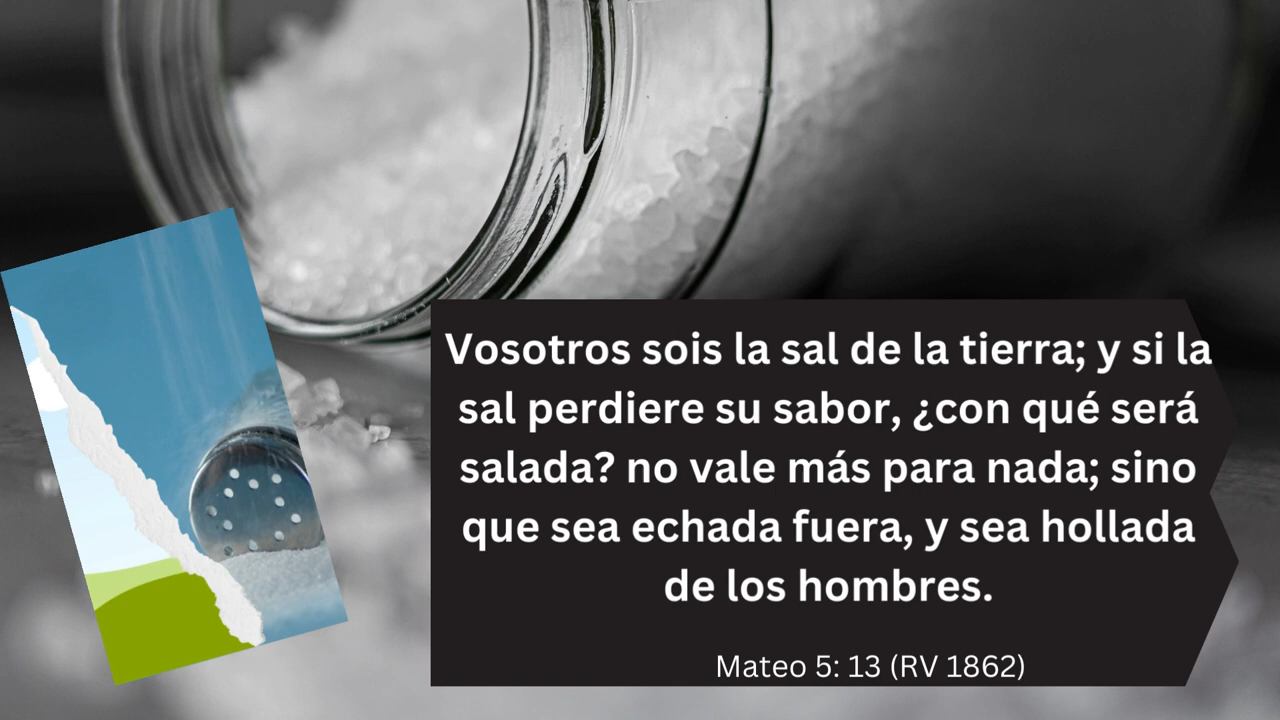 Vosotros sois la sal de la tierra; y si la
sal perdiere su sabor, ¿con qué será
salada? no vale más para nada; sino
que sea echada fuera, y sea hollada
de los hombres.
Mateo 5: 13 (RV 1862)